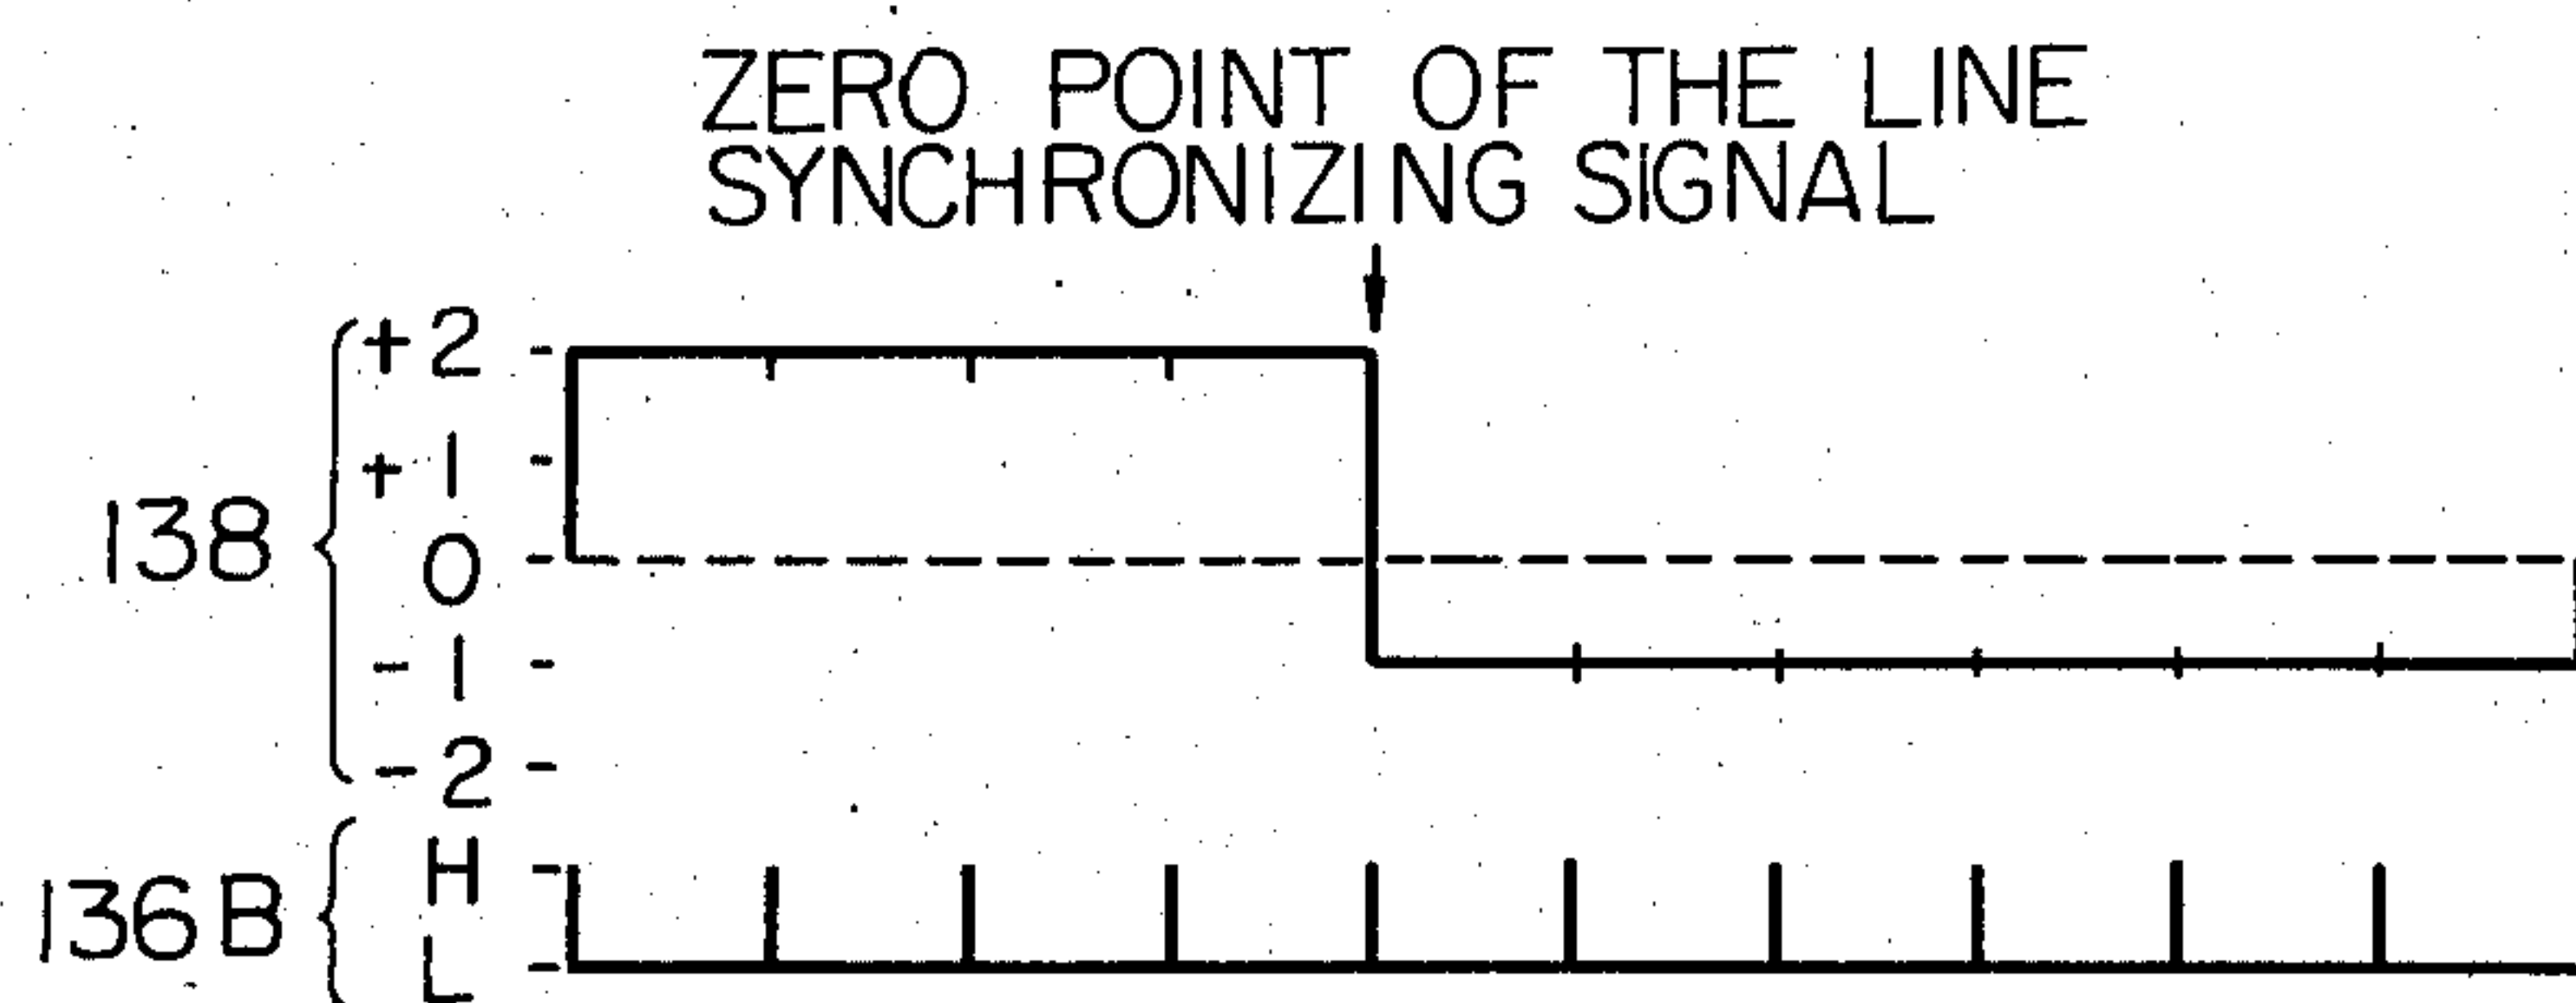 ZERO POINT OF THE LINE
SYNCHRONIZING SIGNAL
+2
+1
138
0
-1
-2
H
136B
L